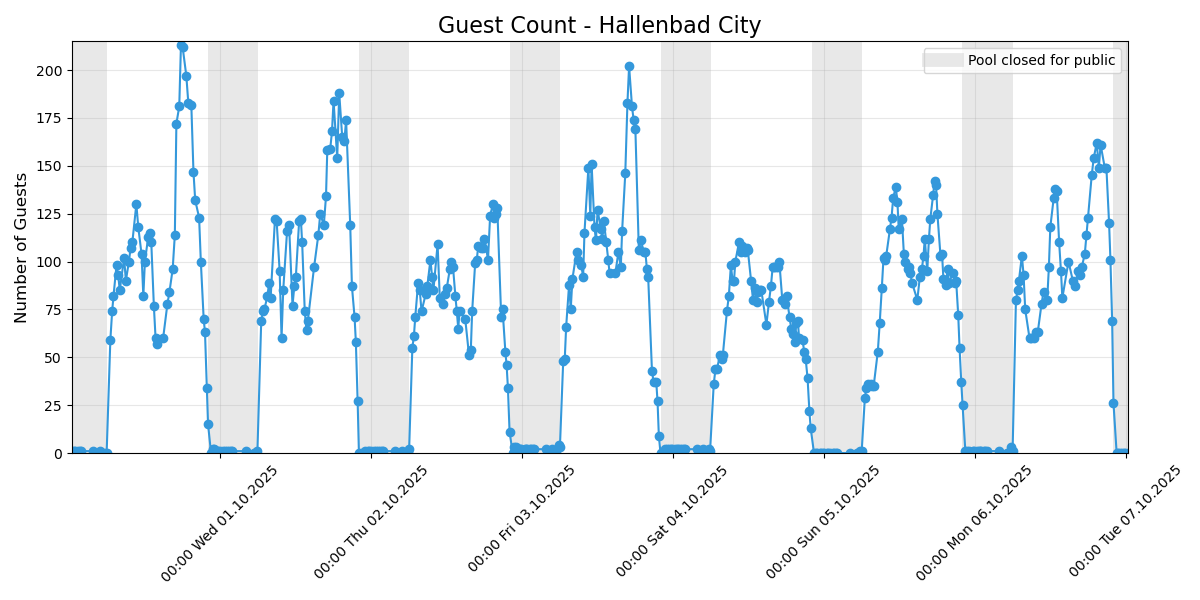 Guest Count - Hallenbad City
Pool closed for public
Number of Guests
200
175
150
125
100
75
50
25
0
00:00 Wed 01.10.2025
00:00 Thu 02.10.2025
00:00 Fri 03.10.2025
00:00 Sat 04.10.2025
00:00 Sun 05.10.2025
00:00 Mon 06.10.2025
00:00 Tue 07.10.2025